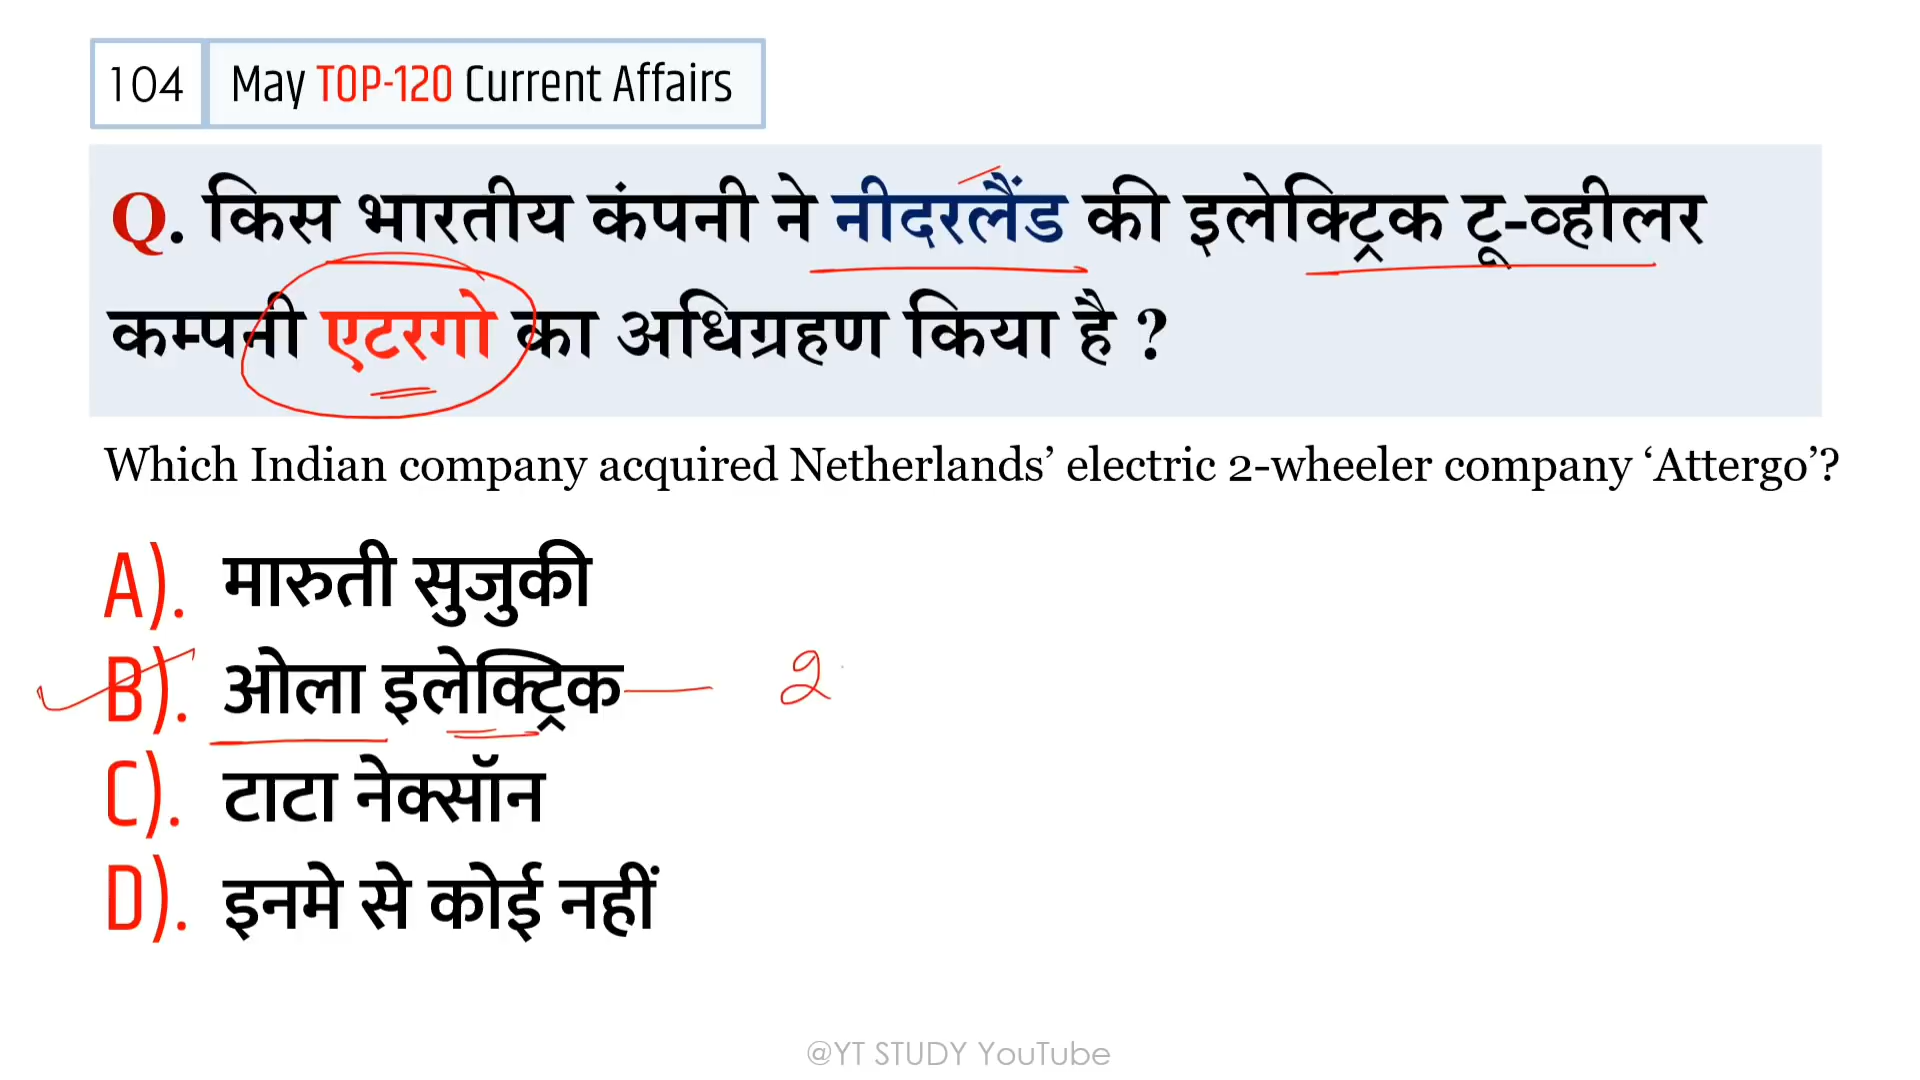 104 May TOP-120 Current Affairs
Q. किस भारतीय कंपनी ने नीदरलैंड की इलेक्ट्रिक टू-व्हीलर
कम्पनी एटरगो का अधिग्रहण किया है ?
Which Indian company acquired Netherlands’ electric 2-wheeler company ‘Attergo’?
A). मारुती सुजुकी
B). ओला इलेक्ट्रिक — 2
C). टाटा नेक्सॉन
D). इनमे से कोई नहीं
@YT STUDY YouTube